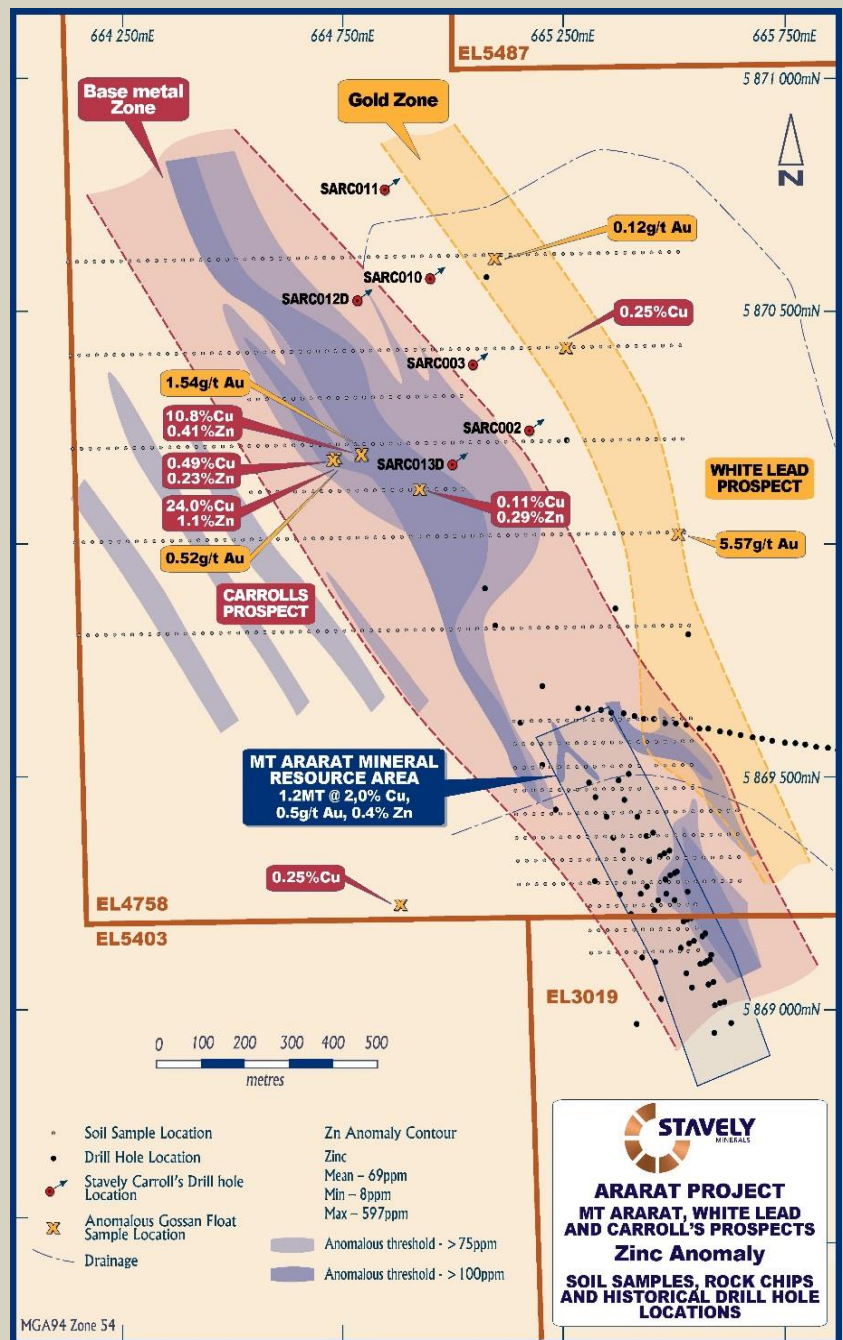 664 250mE
664 750mE
665 250mE
665 750mE
EL5487
5 871 000mN
Base metal
Zone
Gold Zone
N
SARC011
0.12g/t Au
SARC010
SARC012D
5 870 500mN
0.25%Cu
SARC003
1.54g/t Au
10.8%Cu
0.41%Zn
SARC002
0.49%Cu
0.23%Zn
SARC013D
WHITE LEAD
PROSPECT
24.0%Cu
1.1%Zn
0.11%Cu
0.29%Zn
5.57g/t Au
0.52g/t Au
CARROLLS
PROSPECT
MT ARARAT MINERAL
RESOURCE AREA
1.2MT @ 2,0% Cu,
0.5g/t Au, 0.4% Zn
5 869 500mN
0.25%Cu
EL4758
EL5403
EL3019
5 869 000mN
0 100 200 300 400 500
metres
Soil Sample Location
Drill Hole Location
Stavely Carroll's Drill hole
Location
Anomalous Gossan Float
Sample Location
Drainage
Zn Anomaly Contour
Zinc
Mean – 69ppm
Min – 8ppm
Max – 597ppm
Anomalous threshold - > 75ppm
Anomalous threshold - >100ppm
STAVELY
MINERALS
ARARAT PROJECT
MT ARARAT, WHITE LEAD
AND CARROLL'S PROSPECTS
Zinc Anomaly
SOIL SAMPLES, ROCK CHIPS
AND HISTORICAL DRILL HOLE
LOCATIONS
MGA94 Zone 54